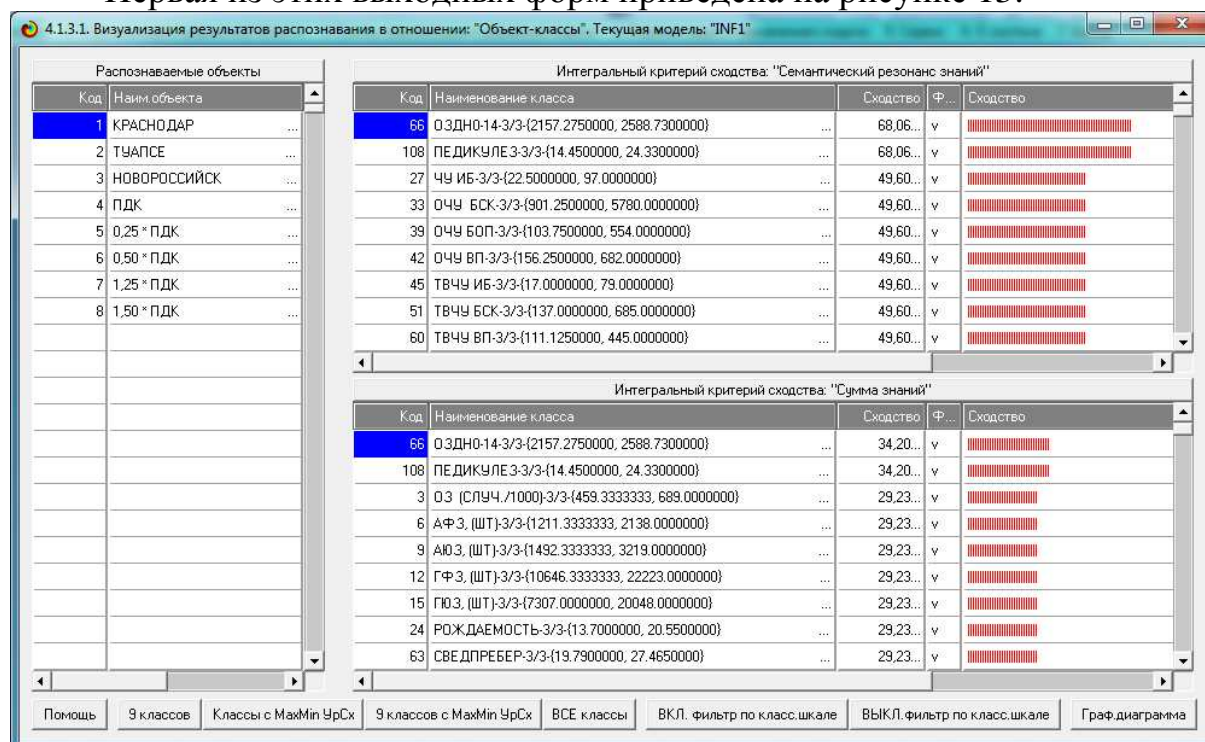 Первая из этих выходных форм приведена на рисунке 13.
4.1.3.1. Визуализация результатов распознавания в отношении: "Объект-классы". Текущая модель: "INF1"
Распознаваемые объекты
Код Наим.объекта
1 КРАСНОДАР ...
2 ТУАПСЕ ...
3 НОВОРОССИЙСК ...
4 ПДК ...
5 0,25 * ПДК ...
6 0,50 * ПДК ...
7 1,25 * ПДК ...
8 1,50 * ПДК ...
Интегральный критерий сходства: "Семантический резонанс знаний"
Код Наименование класса Сходство Ф... Сходство
66 ОЗДН0-14-3/3-{2157.2750000, 2588.7300000} ... 68,06... v
108 ПЕДИКУЛЕЗ-3/3-{14.4500000, 24.3300000} ... 68,06... v
27 ЧУ ИБ-3/3-{22.5000000, 97.0000000} ... 49,60... v
33 ОЧУ БСК-3/3-{901.2500000, 5780.0000000} ... 49,60... v
39 ОЧУ БОП-3/3-{103.7500000, 554.0000000} ... 49,60... v
42 ОЧУ ВП-3/3-{156.2500000, 682.0000000} ... 49,60... v
45 ТВЧУ ИБ-3/3-{17.0000000, 79.0000000} ... 49,60... v
51 ТВЧУ БСК-3/3-{137.0000000, 685.0000000} ... 49,60... v
60 ТВЧУ ВП-3/3-{111.1250000, 445.0000000} ... 49,60... v
Интегральный критерий сходства: "Сумма знаний"
Код Наименование класса Сходство Ф... Сходство
66 ОЗДН0-14-3/3-{2157.2750000, 2588.7300000} ... 34,20... v
108 ПЕДИКУЛЕЗ-3/3-{14.4500000, 24.3300000} ... 34,20... v
3 ОЗ (СЛУЧ./1000)-3/3-{459.3333333, 689.0000000} ... 29,23... v
6 АФЗ, (ШТ)-3/3-{1211.3333333, 2138.0000000} ... 29,23... v
9 АЮЗ, (ШТ)-3/3-{1492.3333333, 3219.0000000} ... 29,23... v
12 ГФЗ, (ШТ)-3/3-{10646.3333333, 22223.0000000} ... 29,23... v
15 ГЮЗ, (ШТ)-3/3-{7307.0000000, 20048.0000000} ... 29,23... v
24 РОЖДАЕМОСТЬ-3/3-{13.7000000, 20.5500000} ... 29,23... v
63 СВЕДПРЕБЕР-3/3-{19.7900000, 27.4650000} ... 29,23... v
Помощь 9 классов Классы с MaxMin УрСх 9 классов с MaxMin УрСх ВСЕ классы ВКЛ. фильтр по класс.шкале ВЫКЛ.фильтр по класс.шкале Граф.диаграмма